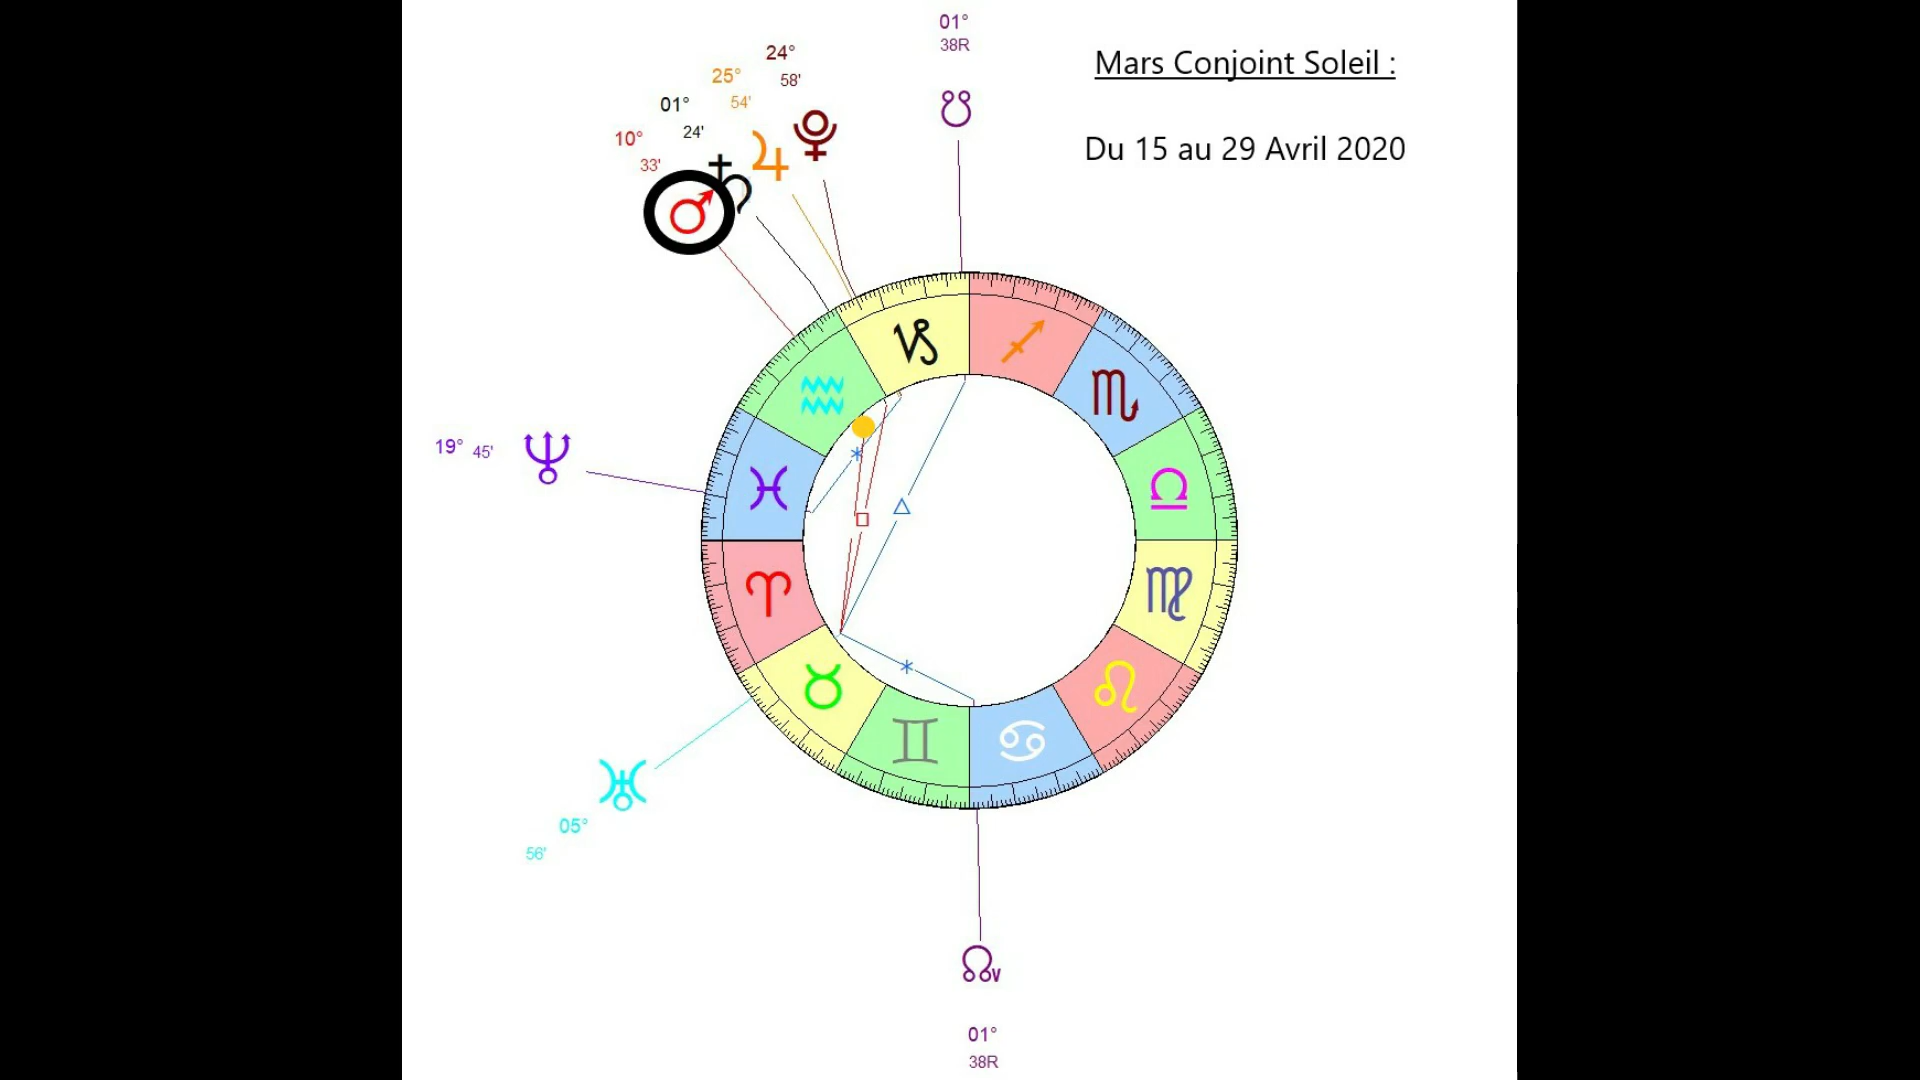 01°
38R
Mars Conjoint Soleil :
24°
58'
25°
54'
01°
24'
10°
33'
Du 15 au 29 Avril 2020
19° 45'
05°
56'
V
01°
38R